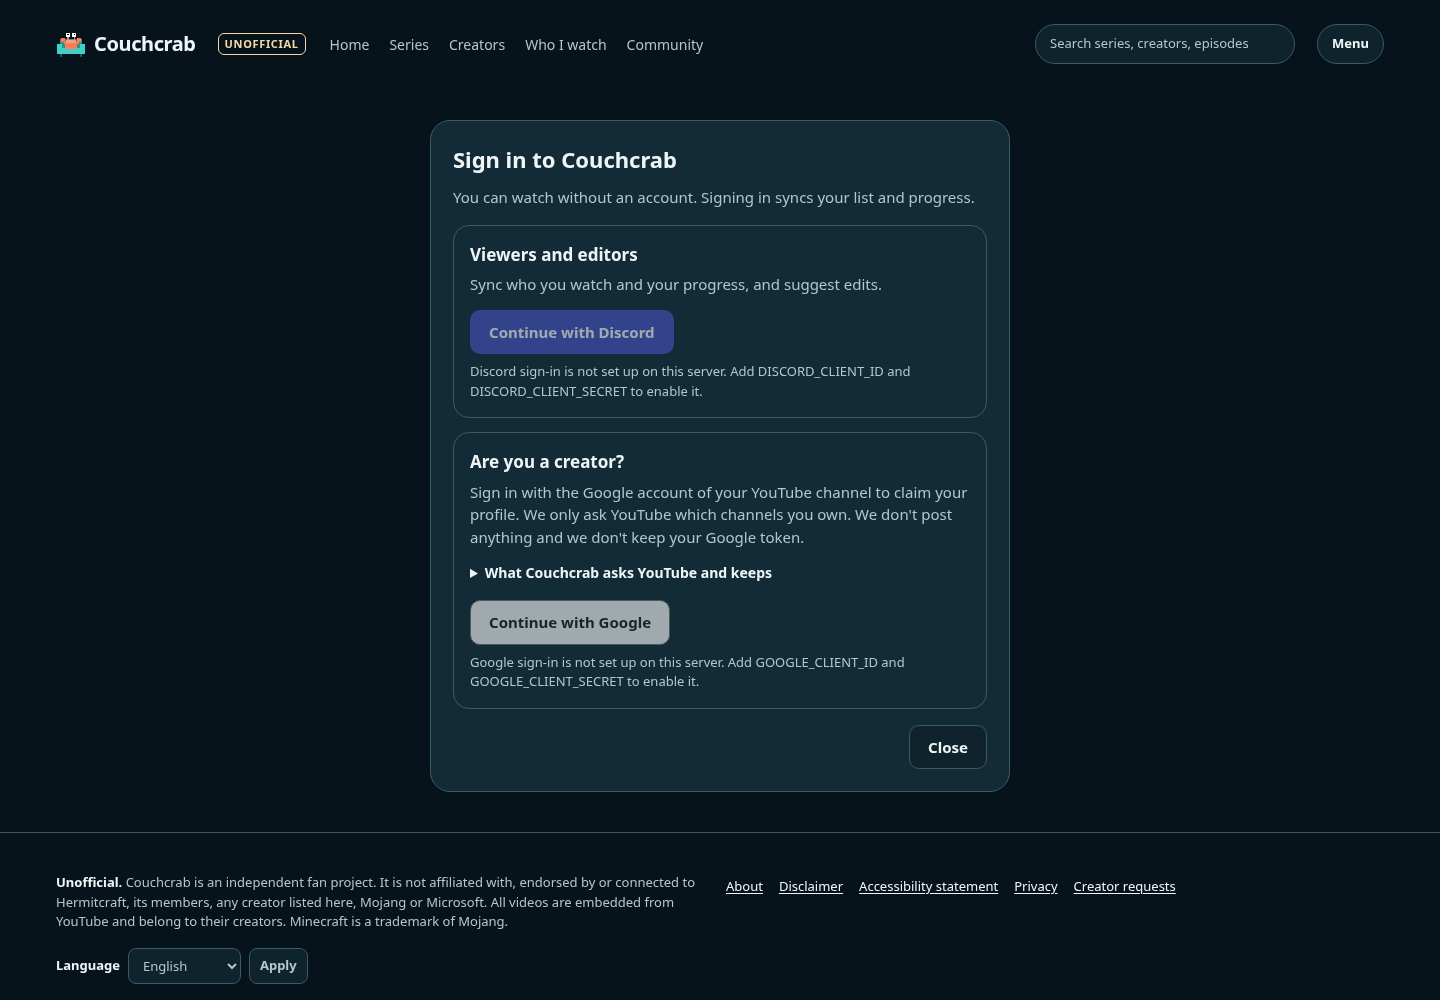 Couchcrab
UNOFFICIAL
Home
Series
Creators
Who I watch
Community
Search series, creators, episodes
Menu
Sign in to Couchcrab
You can watch without an account. Signing in syncs your list and progress.
Viewers and editors
Sync who you watch and your progress, and suggest edits.
Continue with Discord
Discord sign-in is not set up on this server. Add DISCORD_CLIENT_ID and
DISCORD_CLIENT_SECRET to enable it.
Are you a creator?
Sign in with the Google account of your YouTube channel to claim your
profile. We only ask YouTube which channels you own. We don't post
anything and we don't keep your Google token.
What Couchcrab asks YouTube and keeps
Continue with Google
Google sign-in is not set up on this server. Add GOOGLE_CLIENT_ID and
GOOGLE_CLIENT_SECRET to enable it.
Close
Unofficial. Couchcrab is an independent fan project. It is not affiliated with, endorsed by or connected to
Hermitcraft, its members, any creator listed here, Mojang or Microsoft. All videos are embedded from
YouTube and belong to their creators. Minecraft is a trademark of Mojang.
About
Disclaimer
Accessibility statement
Privacy
Creator requests
Language
English
Apply